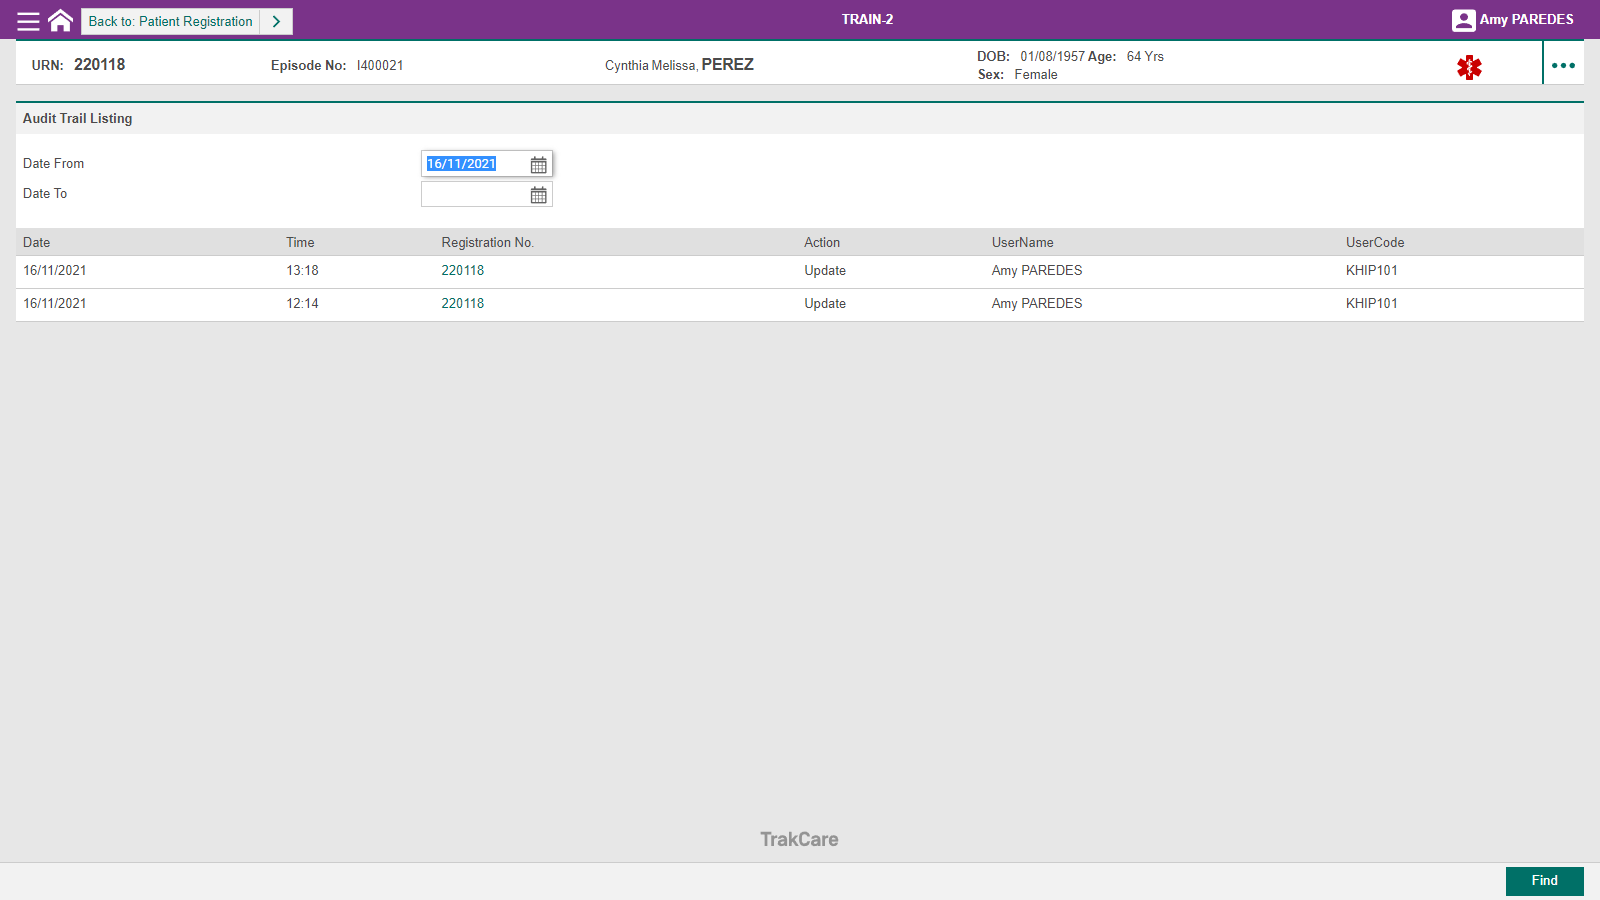 Back to: Patient Registration
TRAIN-2
Amy PAREDES
URN: 220118
Episode No: I400021
Cynthia Melissa, PEREZ
DOB: 01/08/1957 Age: 64 Yrs
Sex: Female
Audit Trail Listing
Date From 16/11/2021
Date To
Date Time Registration No. Action UserName UserCode
16/11/2021 13:18 220118 Update Amy PAREDES KHIP101
16/11/2021 12:14 220118 Update Amy PAREDES KHIP101
TrakCare
Find